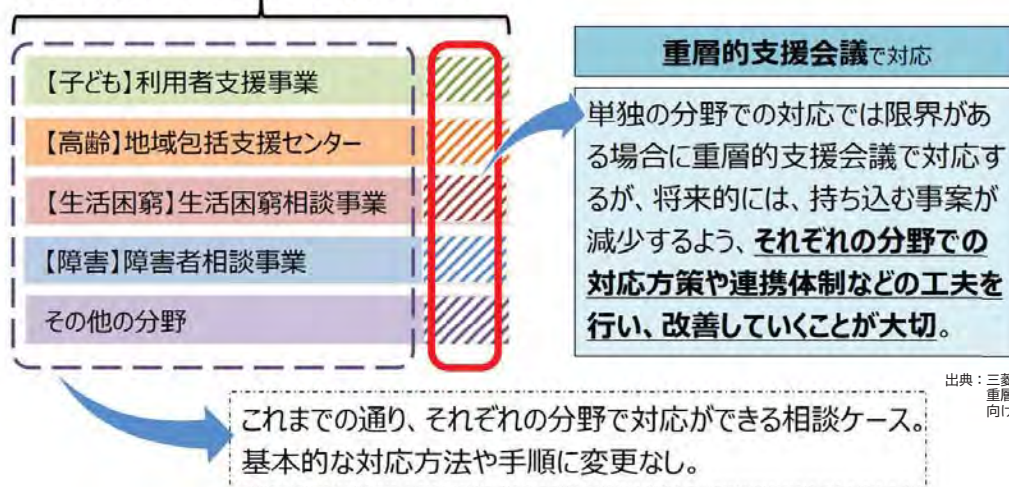 【子ども】利用者支援事業
【高齢】地域包括支援センター
【生活困窮】生活困窮相談事業
【障害】障害者相談事業
その他の分野
重層的支援会議で対応
単独の分野での対応では限界があ
る場合に重層的支援会議で対応す
るが、将来的には、持ち込む事案が
減少するよう、それぞれの分野での
対応方策や連携体制などの工夫を
行い、改善していくことが大切。
出典：三菱
重層
向け
これまでの通り、それぞれの分野で対応ができる相談ケース。
基本的な対応方法や手順に変更なし。